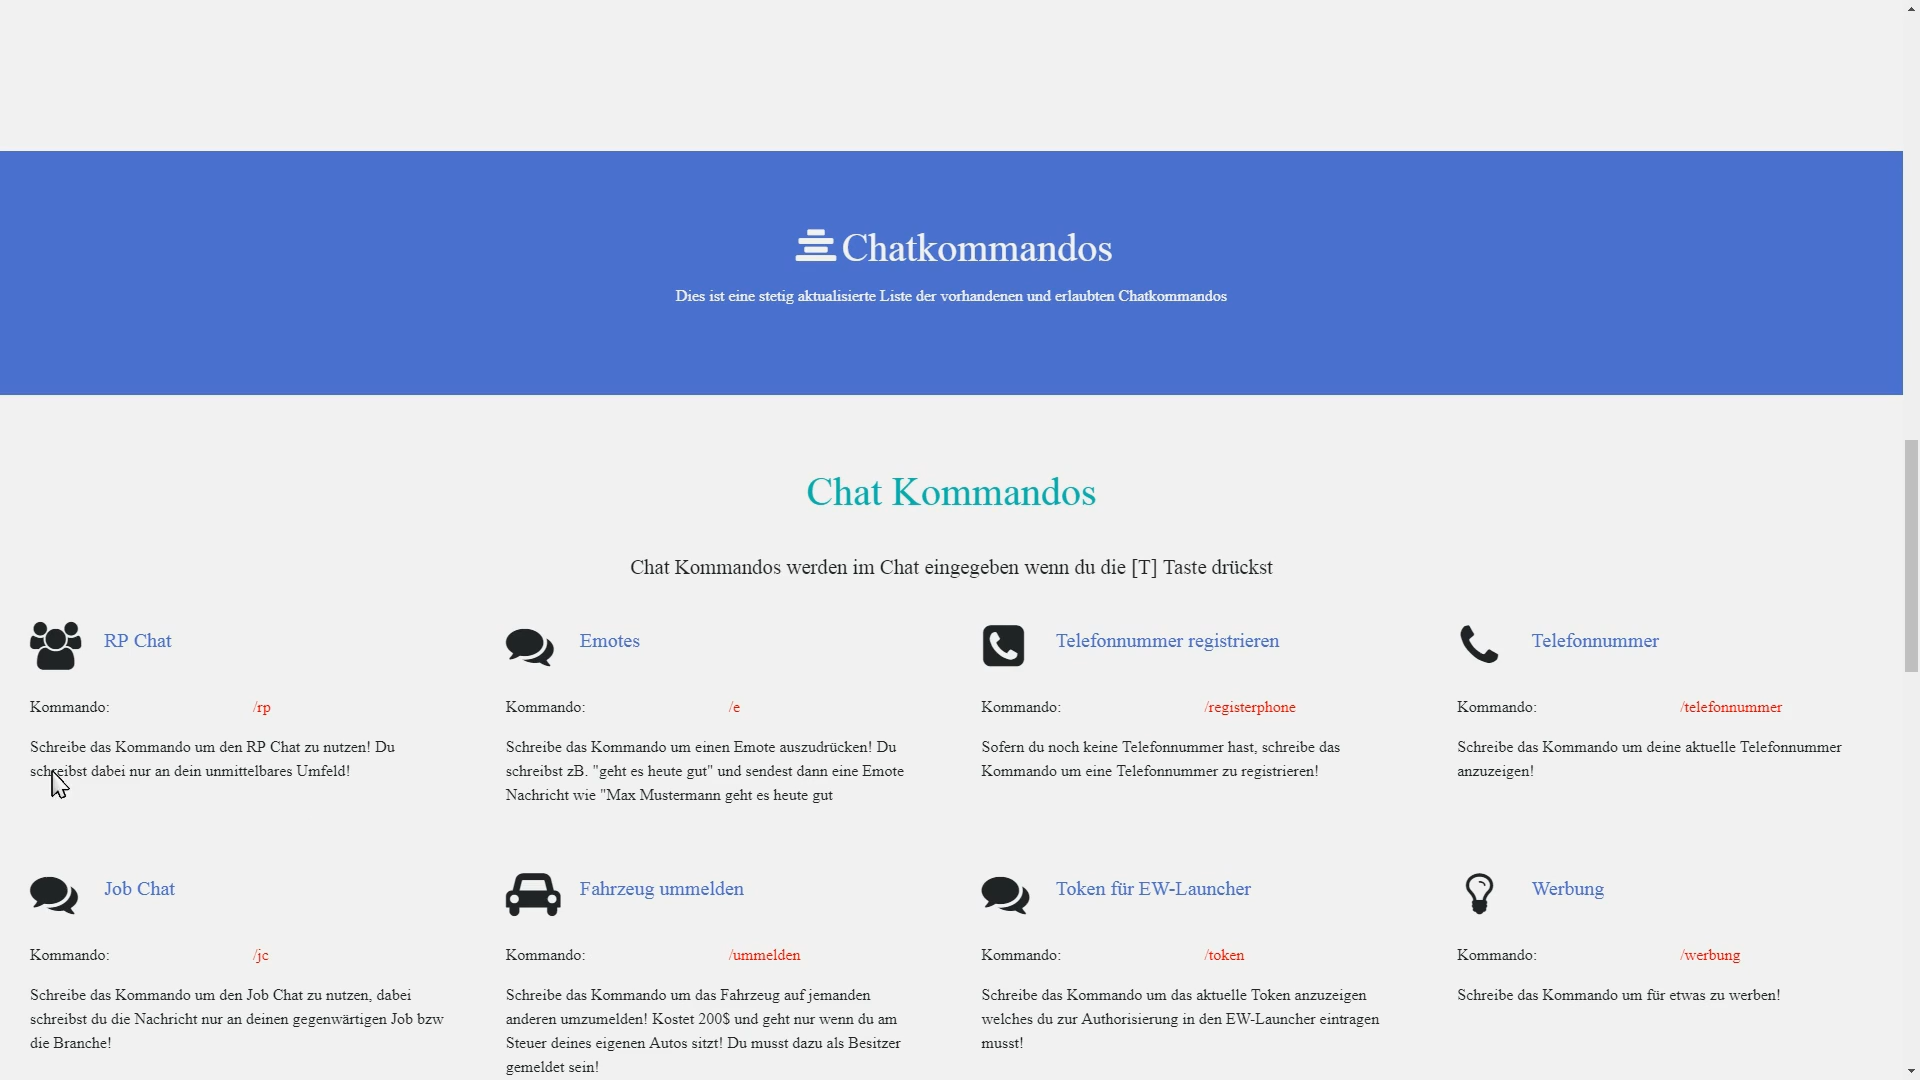 Chatkommandos
Dies ist eine stetig aktualisierte Liste der vorhandenen und erlaubten Chatkommandos
Chat Kommandos
Chat Kommandos werden im Chat eingegeben wenn du die [T] Taste drückst
RP Chat
Kommando: /rp
Schreibe das Kommando um den RP Chat zu nutzen! Du
schreibst dabei nur an dein unmittelbares Umfeld!
Emotes
Kommando: /e
Schreibe das Kommando um einen Emote auszudrücken! Du
schreibst zB. "geht es heute gut" und sendest dann eine Emote
Nachricht wie "Max Mustermann geht es heute gut
Telefonnummer registrieren
Kommando: /registerphone
Sofern du noch keine Telefonnummer hast, schreibe das
Kommando um eine Telefonnummer zu registrieren!
Telefonnummer
Kommando: /telefonnummer
Schreibe das Kommando um deine aktuelle Telefonnummer
anzuzeigen!
Job Chat
Kommando: /jc
Schreibe das Kommando um den Job Chat zu nutzen, dabei
schreibst du die Nachricht nur an deinen gegenwärtigen Job bzw
die Branche!
Fahrzeug ummelden
Kommando: /ummelden
Schreibe das Kommando um das Fahrzeug auf jemanden
anderen umzumelden! Kostet 200$ und geht nur wenn du am
Steuer deines eigenen Autos sitzt! Du musst dazu als Besitzer
gemeldet sein!
Token für EW-Launcher
Kommando: /token
Schreibe das Kommando um das aktuelle Token anzuzeigen
welches du zur Authorisierung in den EW-Launcher eintragen
musst!
Werbung
Kommando: /werbung
Schreibe das Kommando um für etwas zu werben!